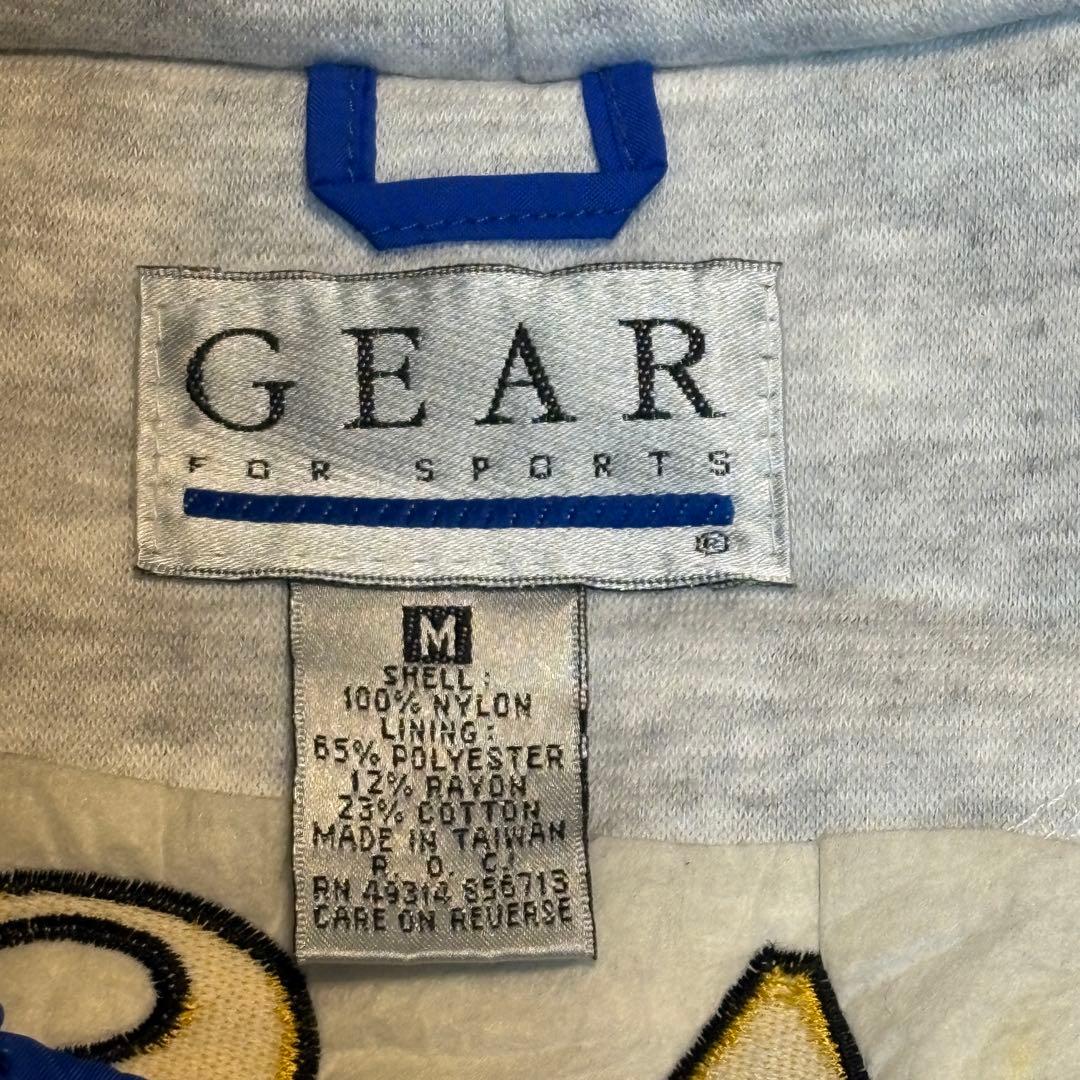 GEAR
FOR SPORTS
®
M
SHELL:
100% NYLON
LINING:
65% POLYESTER
12% RAYON
23% COTTON
MADE IN TAIWAN
R. O. C.
RN 49314 856713
CARE ON REVERSE